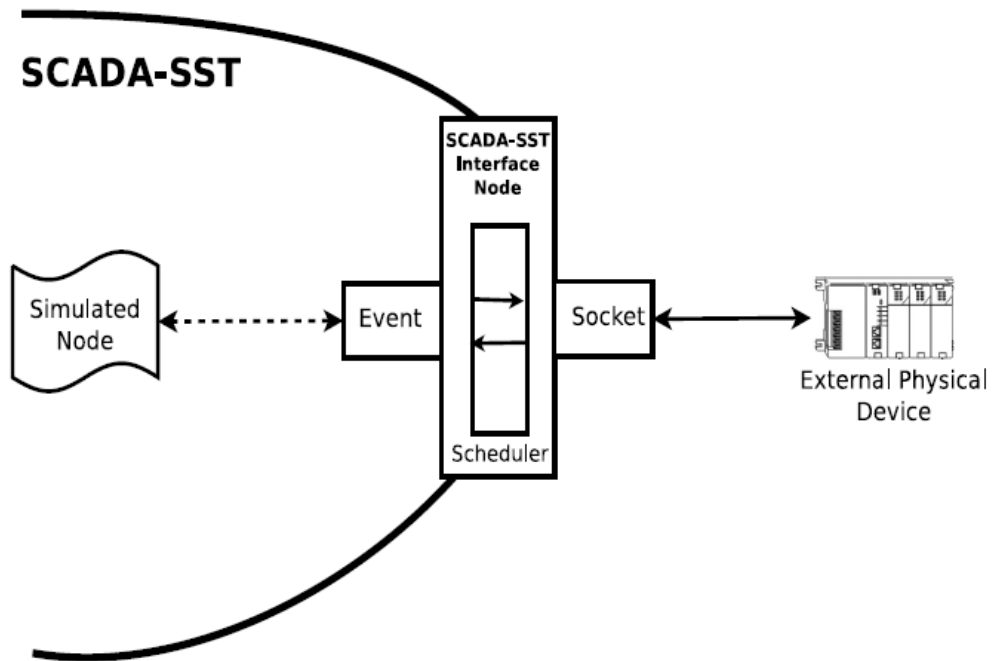 SCADA-SST
SCADA-SST
Interface
Node
Simulated
Node
Event
Socket
Scheduler
External Physical
Device